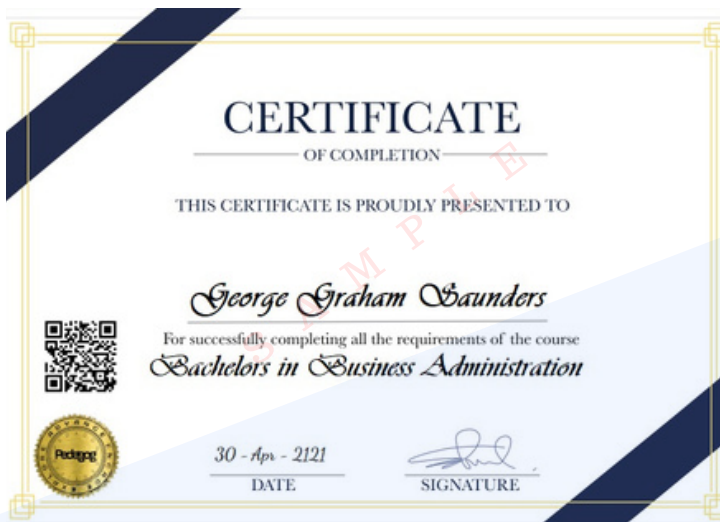 CERTIFICATE
OF COMPLETION
THIS CERTIFICATE IS PROUDLY PRESENTED TO
SAMPLE
George Graham Saunders
For successfully completing all the requirements of the course
Bachelors in Business Administration
Pedagog
30 - Apr - 2121
DATE
SIGNATURE